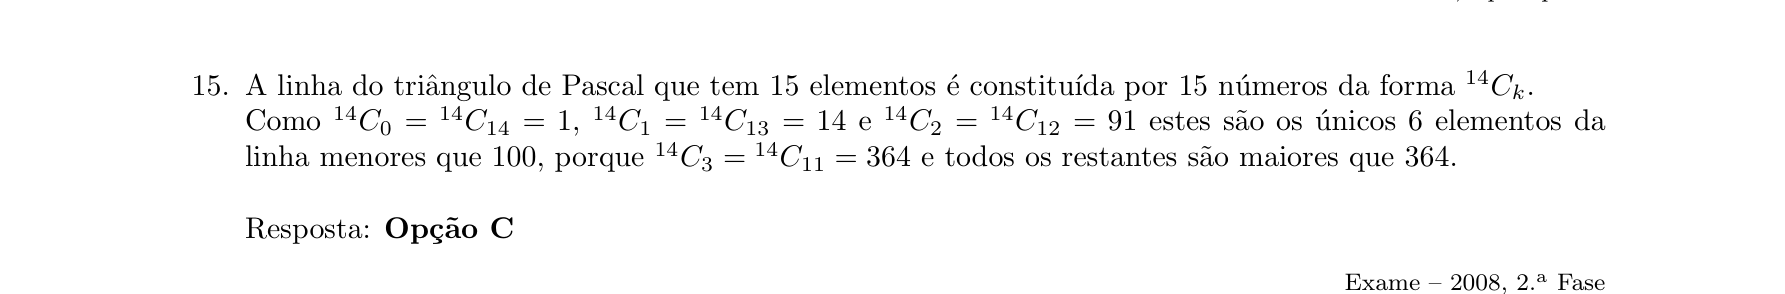 15. A linha do triângulo de Pascal que tem 15 elementos é constituída por 15 números da forma ¹⁴Cₖ.
Como ¹⁴C₀ = ¹⁴C₁₄ = 1, ¹⁴C₁ = ¹⁴C₁₃ = 14 e ¹⁴C₂ = ¹⁴C₁₂ = 91 estes são os únicos 6 elementos da
linha menores que 100, porque ¹⁴C₃ = ¹⁴C₁₁ = 364 e todos os restantes são maiores que 364.
Resposta: Opção C
Exame – 2008, 2.ª Fase